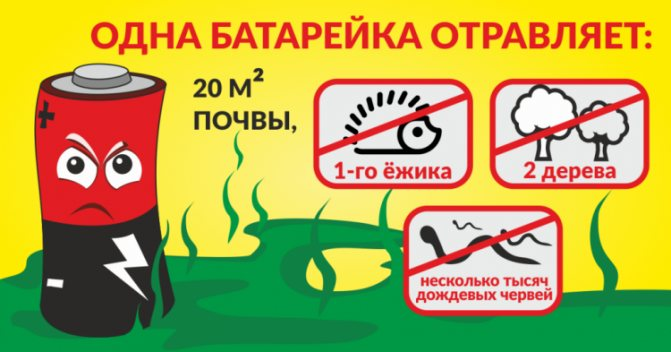 ОДНА БАТАРЕЙКА ОТРАВЛЯЕТ:
20 М²
ПОЧВЫ,
1-го ёжика
2 дерева
несколько тысяч
дождевых червей
+
-